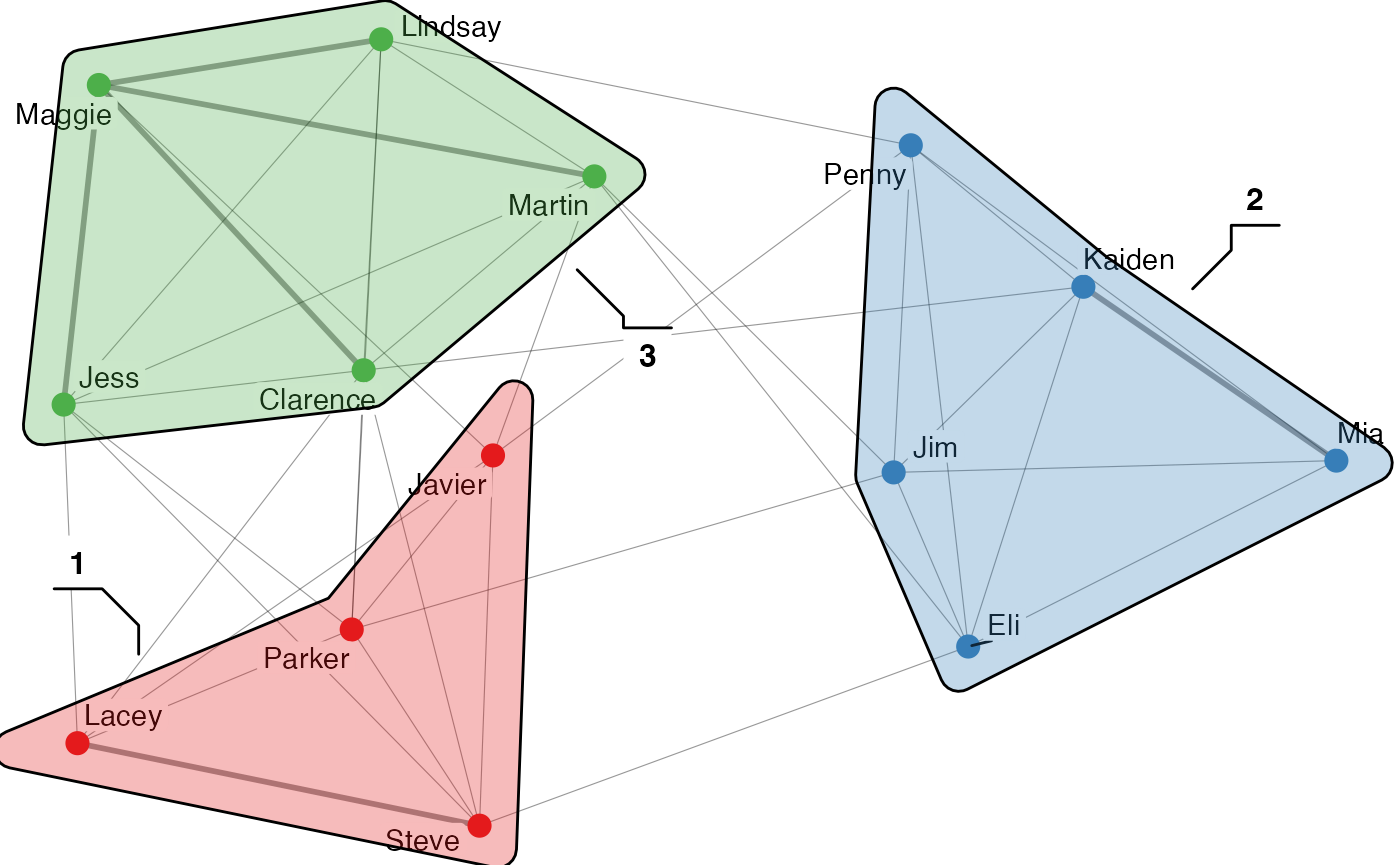 Lindsay
Maggie
Penny
Martin
2
Kaiden
3
Jess
Clarence
Mia
Jim
Javier
1
Eli
Parker
Lacey
Steve